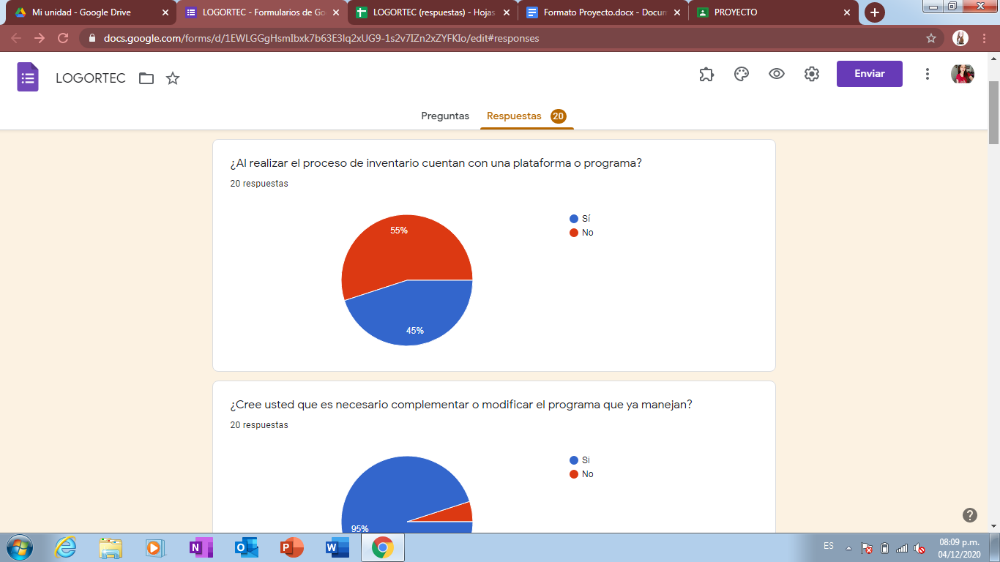 Mi unidad - Google Drive
LOGORTEC - Formularios de Go
LOGORTEC (respuestas) - Hojas
Formato Proyecto.docx - Docun
PROYECTO
docs.google.com/forms/d/1EWLGGgHsmIbxk7b63E3lq2xUG9-1s2v7IZn2xZYFKIo/edit#responses
LOGORTEC
Enviar
Preguntas
Respuestas 20
¿Al realizar el proceso de inventario cuentan con una plataforma o programa?
20 respuestas
Sí
No
55%
45%
¿Cree usted que es necesario complementar o modificar el programa que ya manejan?
20 respuestas
Si
No
95%
ES
08:09 p.m.
04/12/2020